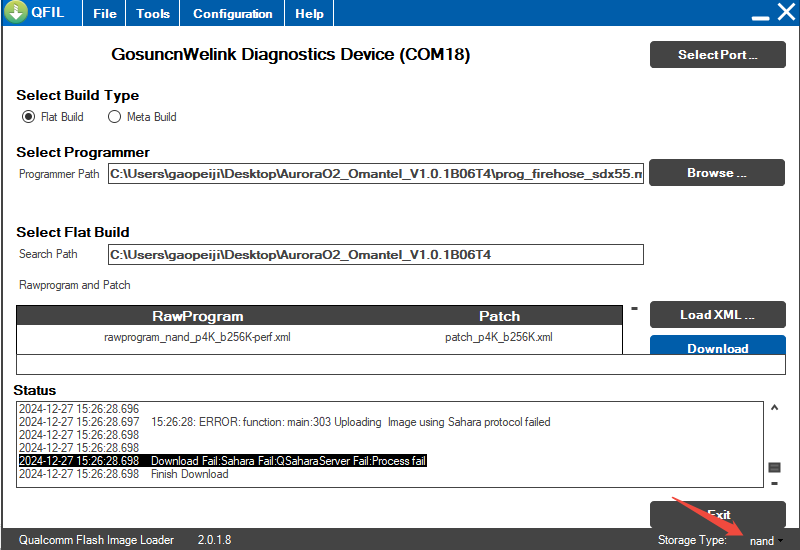 QFIL File Tools Configuration Help
GosuncnWelink Diagnostics Device (COM18)
Select Port ...
Select Build Type
Flat Build Meta Build
Select Programmer
Programmer Path C:\Users\gaopeiji\Desktop\AuroraO2_Omantel_V1.0.1B06T4\prog_firehose_sdx55.m
Browse ...
Select Flat Build
Search Path C:\Users\gaopeiji\Desktop\AuroraO2_Omantel_V1.0.1B06T4
Rawprogram and Patch
RawProgram Patch
Load XML ...
rawprogram_nand_p4K_b256K-perf.xml patch_p4K_b256K.xml
Download
Status
2024-12-27 15:26:28.696
2024-12-27 15:26:28.697 15:26:28: ERROR: function: main:303 Uploading Image using Sahara protocol failed
2024-12-27 15:26:28.698
2024-12-27 15:26:28.698
2024-12-27 15:26:28.698 Download Fail:Sahara Fail:QSaharaServer Fail:Process fail
2024-12-27 15:26:28.698 Finish Download
Exit
Qualcomm Flash Image Loader 2.0.1.8 Storage Type: nand